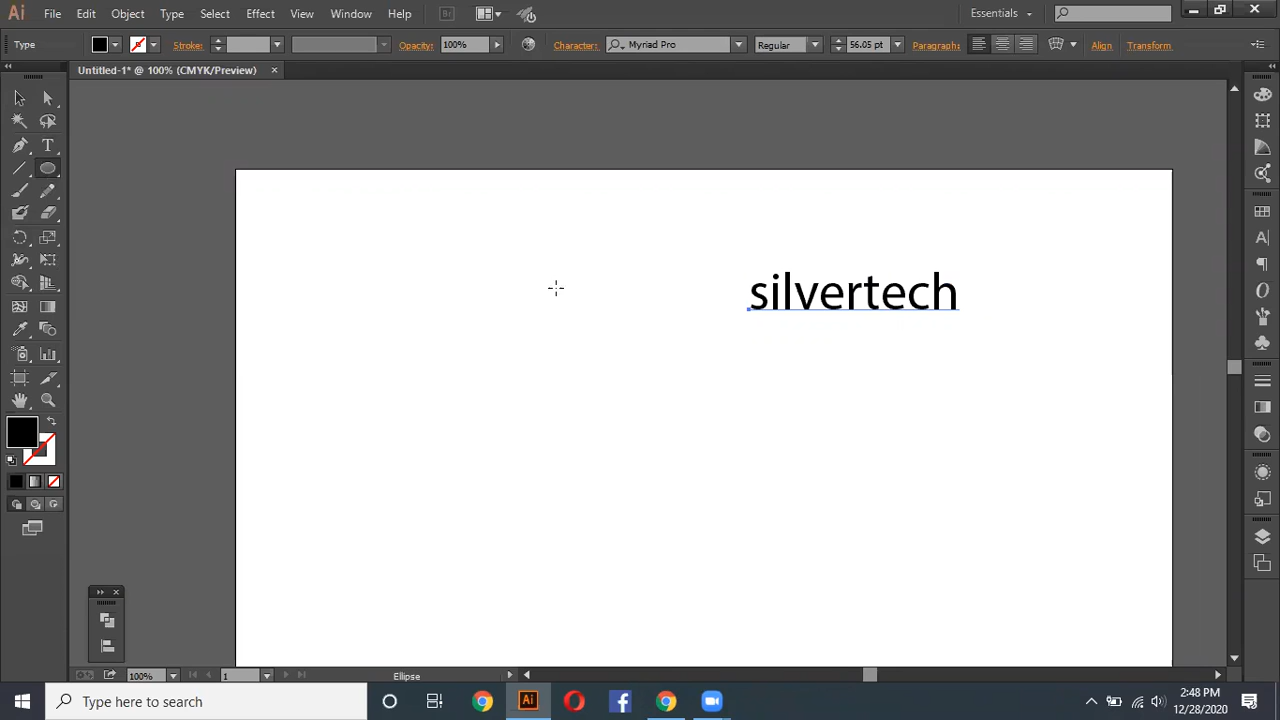 Ai File Edit Object Type Select Effect View Window Help Br Essentials
Type Stroke: Opacity: 100% Character: Myriad Pro Regular 56.05 pt Paragraph: Align Transform
Untitled-1* @ 100% (CMYK/Preview)
silvertech
100% 1 Ellipse
Type here to search Ai 2:48 PM
12/28/2020